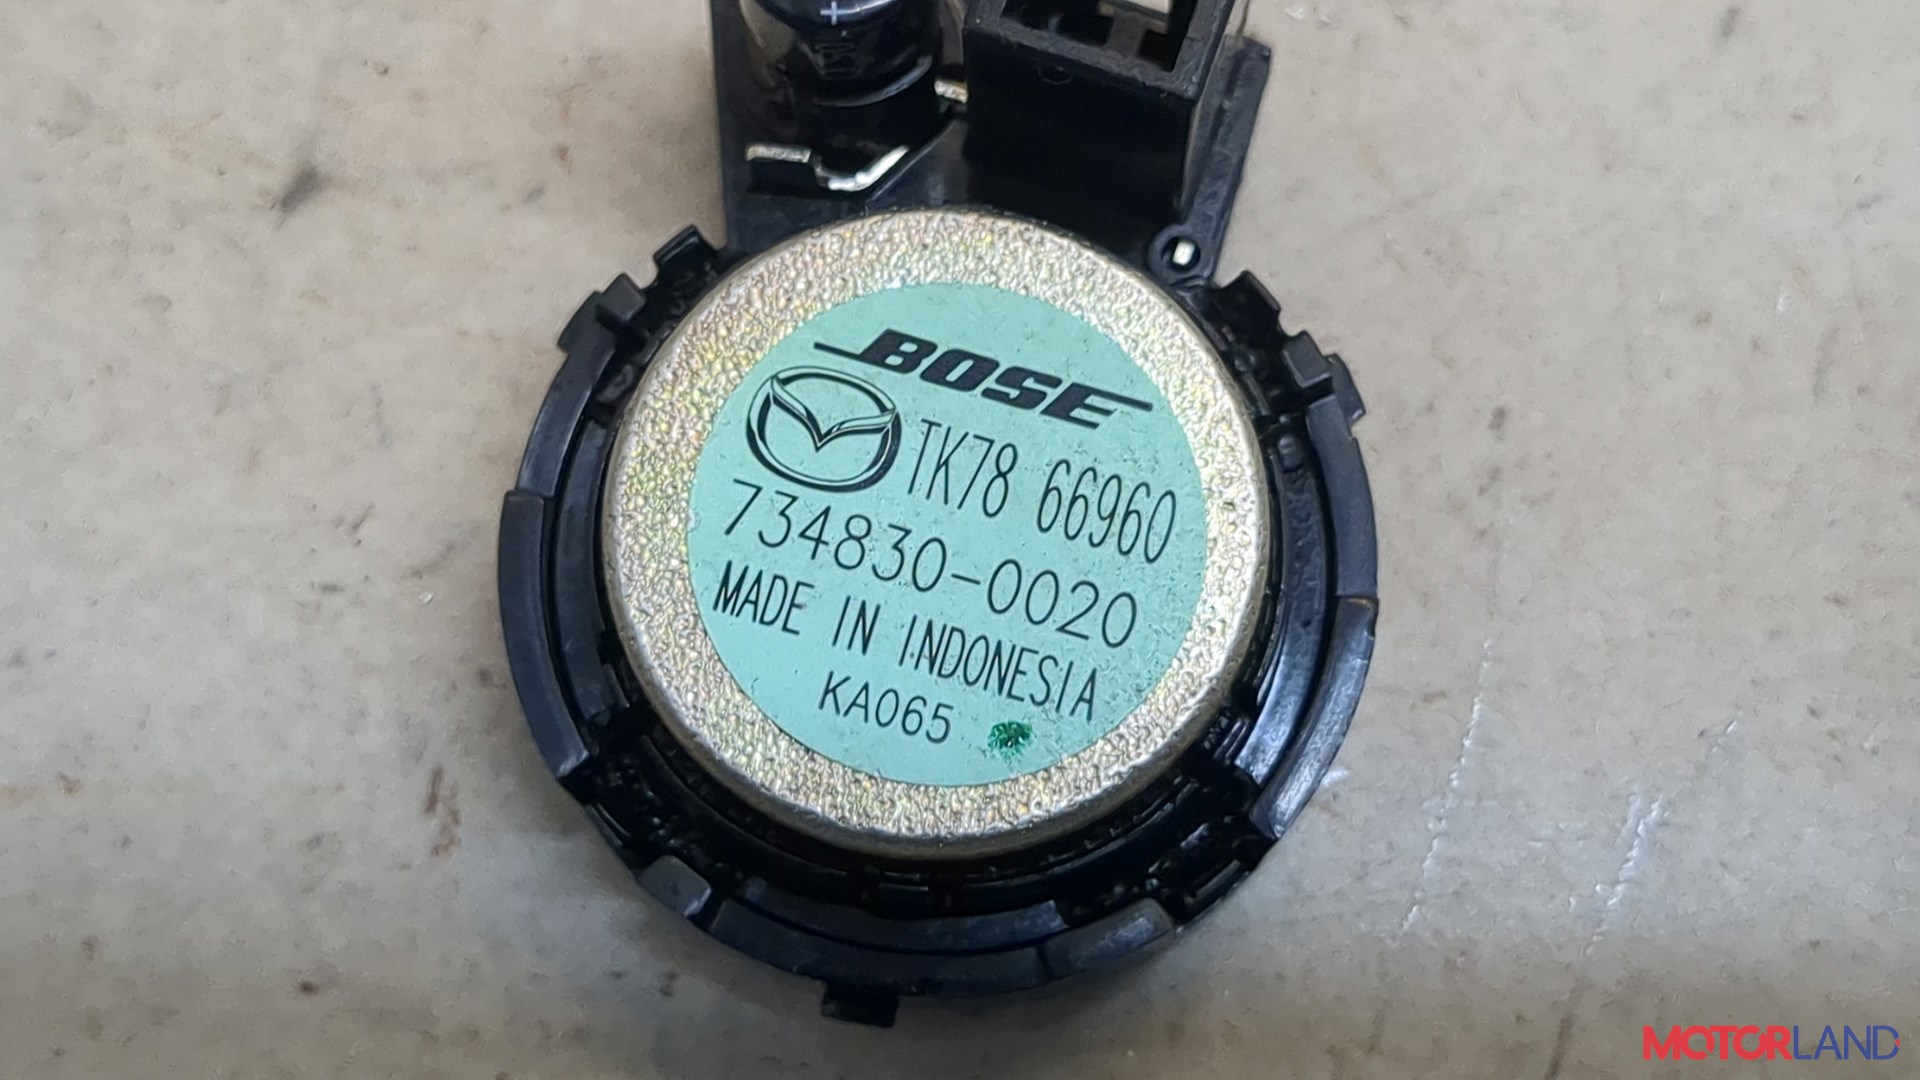 BOSE
TK78 66960
734830-0020
MADE IN INDONESIA
KA065
MOTORLAND